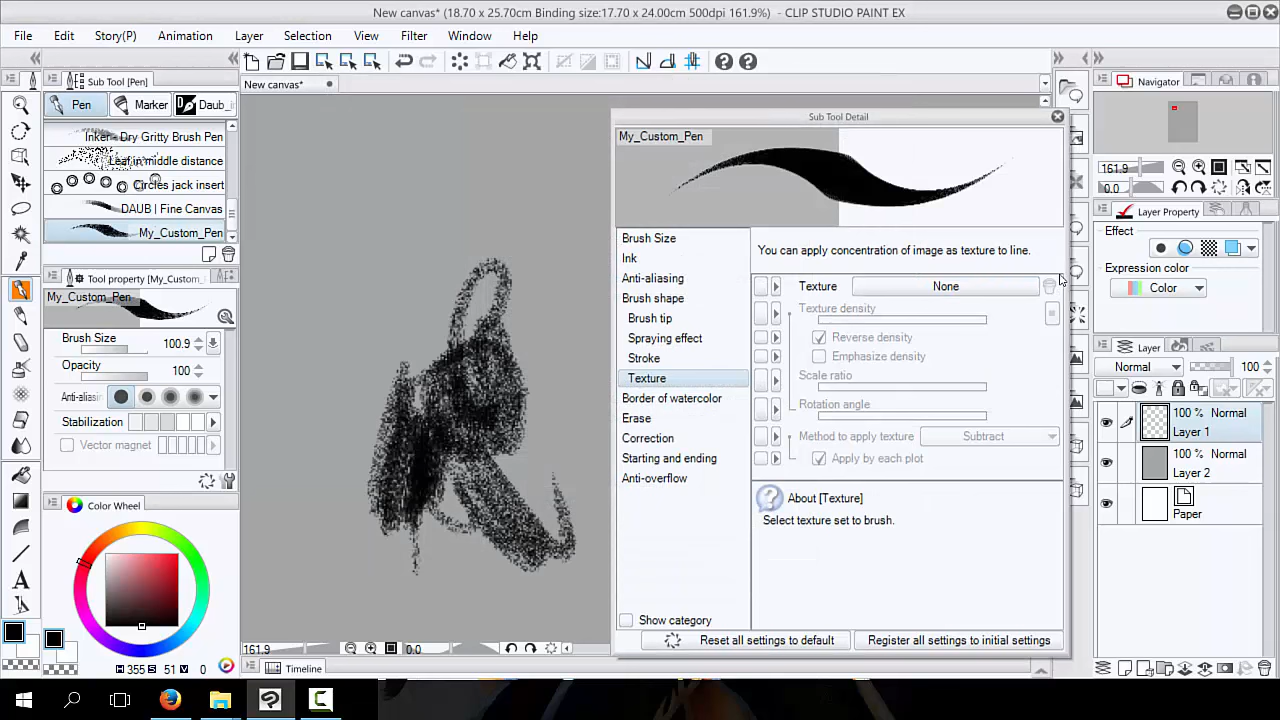 New canvas* (18.70 x 25.70cm Binding size:17.70 x 24.00cm 500dpi 161.9%) - CLIP STUDIO PAINT EX
File Edit Story(P) Animation Layer Selection View Filter Window Help
Sub Tool [Pen]
New canvas*
Navigator
Pen Marker Daub_i
Inker - Dry Gritty Brush Pen
Leaf in middle distance
Circles jack insert
DAUB | Fine Canvas
My_Custom_Pen
Tool property [My_Custom_
My_Custom_Pen
Brush Size 100.9
Opacity 100
Anti-aliasin
Stabilization
Vector magnet
Color Wheel
355 S 51 V 0
161.9 0.0
Timeline
Sub Tool Detail
My_Custom_Pen
Brush Size
Ink
Anti-aliasing
Brush shape
Brush tip
Spraying effect
Stroke
Texture
Border of watercolor
Erase
Correction
Starting and ending
Anti-overflow
Show category
You can apply concentration of image as texture to line.
Texture None
Texture density
Reverse density
Emphasize density
Scale ratio
Rotation angle
Method to apply texture Subtract
Apply by each plot
About [Texture]
Select texture set to brush.
Reset all settings to default
Register all settings to initial settings
161.9
0.0
Layer Property
Effect
Expression color
Color
Layer
Normal 100
100 % Normal
Layer 1
100 % Normal
Layer 2
Paper